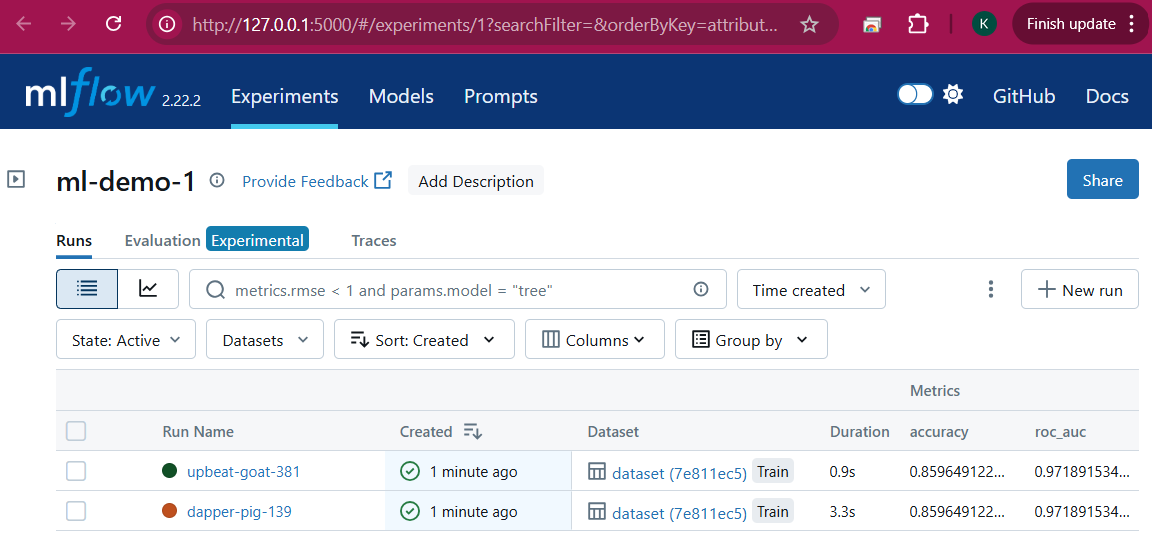 http://127.0.0.1:5000/#/experiments/1?searchFilter=&orderByKey=attribut...
K
Finish update
mlflow 2.22.2
Experiments
Models
Prompts
GitHub
Docs
ml-demo-1
Provide Feedback
Add Description
Share
Runs
Evaluation
Experimental
Traces
metrics.rmse < 1 and params.model = "tree"
Time created
New run
State: Active
Datasets
Sort: Created
Columns
Group by
Metrics
Run Name Created Dataset Duration accuracy roc_auc
upbeat-goat-381 1 minute ago dataset (7e811ec5) Train 0.9s 0.859649122... 0.971891534...
dapper-pig-139 1 minute ago dataset (7e811ec5) Train 3.3s 0.859649122... 0.971891534...